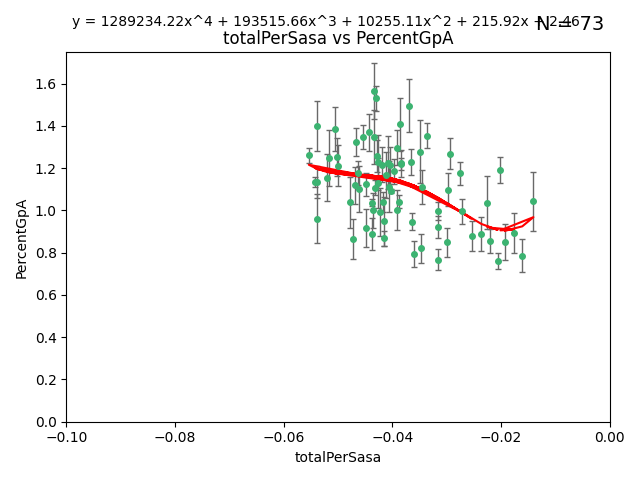 y = 1289234.22x^4 + 193515.66x^3 + 10255.11x^2 + 215.92x + 2.46
N = 73
totalPerSasa vs PercentGpA
1.6
1.4
1.2
1.0
0.8
0.6
0.4
0.2
0.0
PercentGpA
−0.10 −0.08 −0.06 −0.04 −0.02 0.00
totalPerSasa